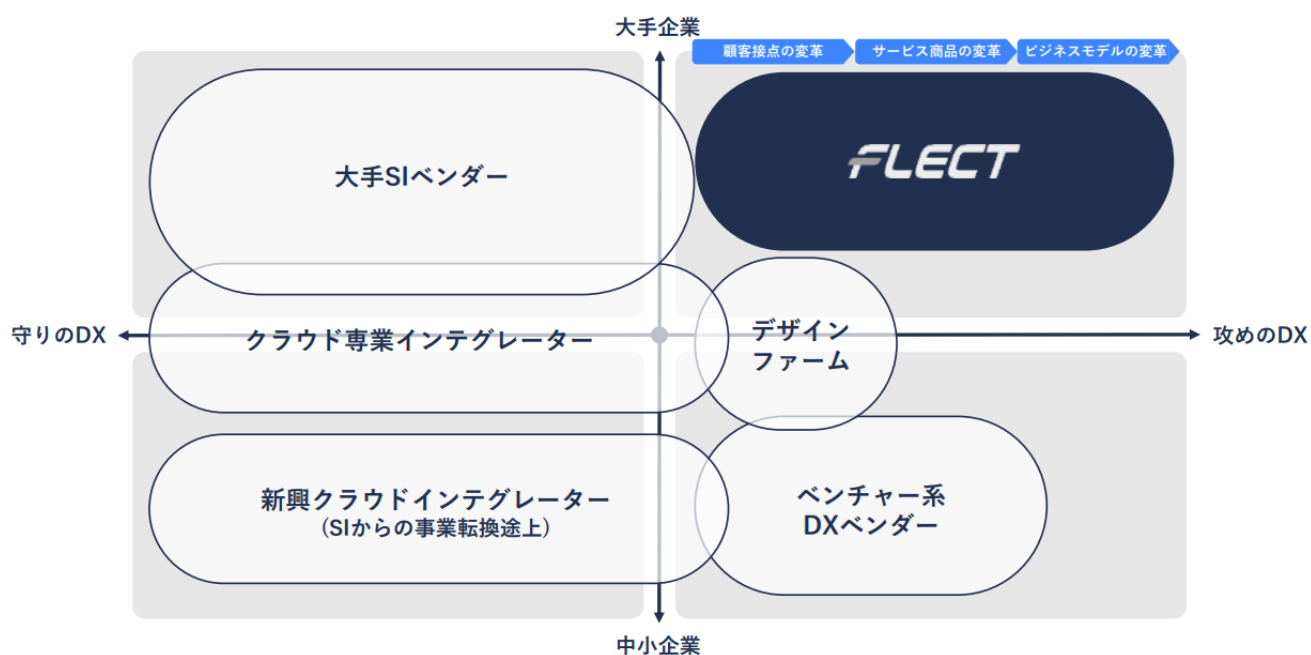 大手企業
顧客接点の変革
サービス商品の変革
ビジネスモデルの変革
大手SIベンダー
FLECT
守りのDX
クラウド専業インテグレーター
デザイン
ファーム
攻めのDX
新興クラウドインテグレーター
(SIからの事業転換途上)
ベンチャー系
DXベンダー
中小企業